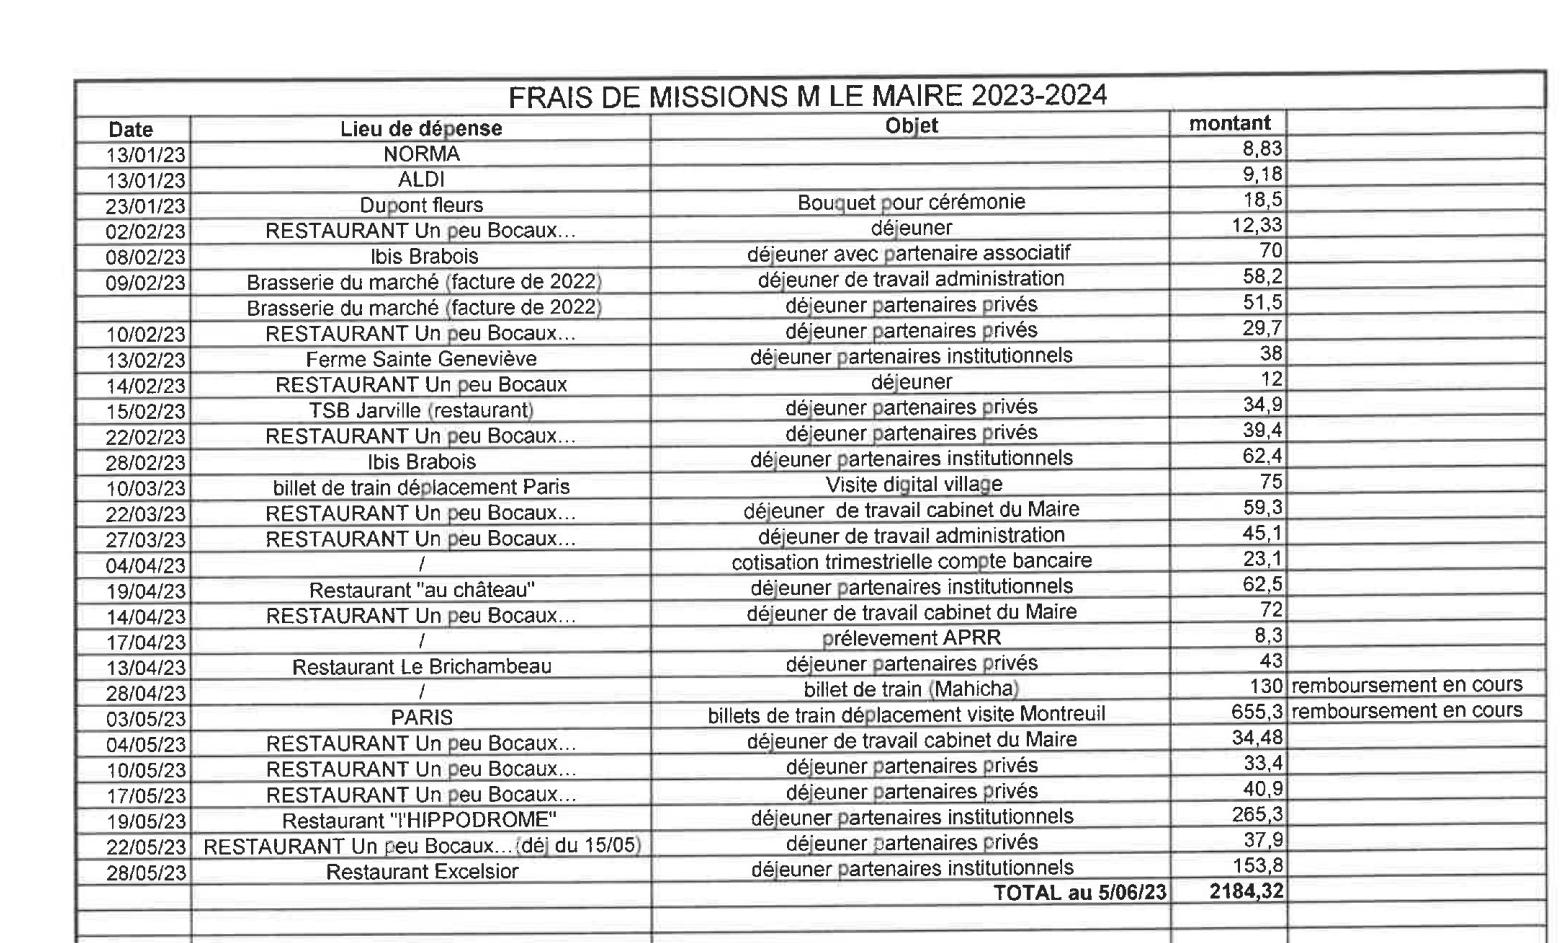 FRAIS DE MISSIONS M LE MAIRE 2023-2024
Date Lieu de dépense Objet montant
13/01/23 NORMA 8,83
13/01/23 ALDI 9,18
23/01/23 Dupont fleurs Bouquet pour cérémonie 18,5
02/02/23 RESTAURANT Un peu Bocaux... déjeuner 12,33
08/02/23 Ibis Brabois déjeuner avec partenaire associatif 70
09/02/23 Brasserie du marché (facture de 2022) déjeuner de travail administration 58,2
Brasserie du marché (facture de 2022) déjeuner partenaires privés 51,5
10/02/23 RESTAURANT Un peu Bocaux... déjeuner partenaires privés 29,7
13/02/23 Ferme Sainte Geneviève déjeuner partenaires institutionnels 38
14/02/23 RESTAURANT Un peu Bocaux déjeuner 12
15/02/23 TSB Jarville (restaurant) déjeuner partenaires privés 34,9
22/02/23 RESTAURANT Un peu Bocaux... déjeuner partenaires privés 39,4
28/02/23 Ibis Brabois déjeuner partenaires institutionnels 62,4
10/03/23 billet de train déplacement Paris Visite digital village 75
22/03/23 RESTAURANT Un peu Bocaux... déjeuner de travail cabinet du Maire 59,3
27/03/23 RESTAURANT Un peu Bocaux... déjeuner de travail administration 45,1
04/04/23 / cotisation trimestrielle compte bancaire 23,1
19/04/23 Restaurant "au château" déjeuner partenaires institutionnels 62,5
14/04/23 RESTAURANT Un peu Bocaux... déjeuner de travail cabinet du Maire 72
17/04/23 / prélevement APRR 8,3
13/04/23 Restaurant Le Brichambeau déjeuner partenaires privés 43
28/04/23 / billet de train (Mahicha) 130 remboursement en cours
03/05/23 PARIS billets de train déplacement visite Montreuil 655,3 remboursement en cours
04/05/23 RESTAURANT Un peu Bocaux... déjeuner de travail cabinet du Maire 34,48
10/05/23 RESTAURANT Un peu Bocaux... déjeuner partenaires privés 33,4
17/05/23 RESTAURANT Un peu Bocaux... déjeuner partenaires privés 40,9
19/05/23 Restaurant "l'HIPPODROME" déjeuner partenaires institutionnels 265,3
22/05/23 RESTAURANT Un peu Bocaux...(déj du 15/05) déjeuner partenaires privés 37,9
28/05/23 Restaurant Excelsior déjeuner partenaires institutionnels 153,8
TOTAL au 5/06/23 2184,32